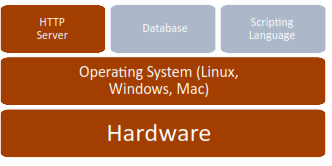 HTTP
Server
Database
Scripting
Language
Operating System (Linux,
Windows, Mac)
Hardware